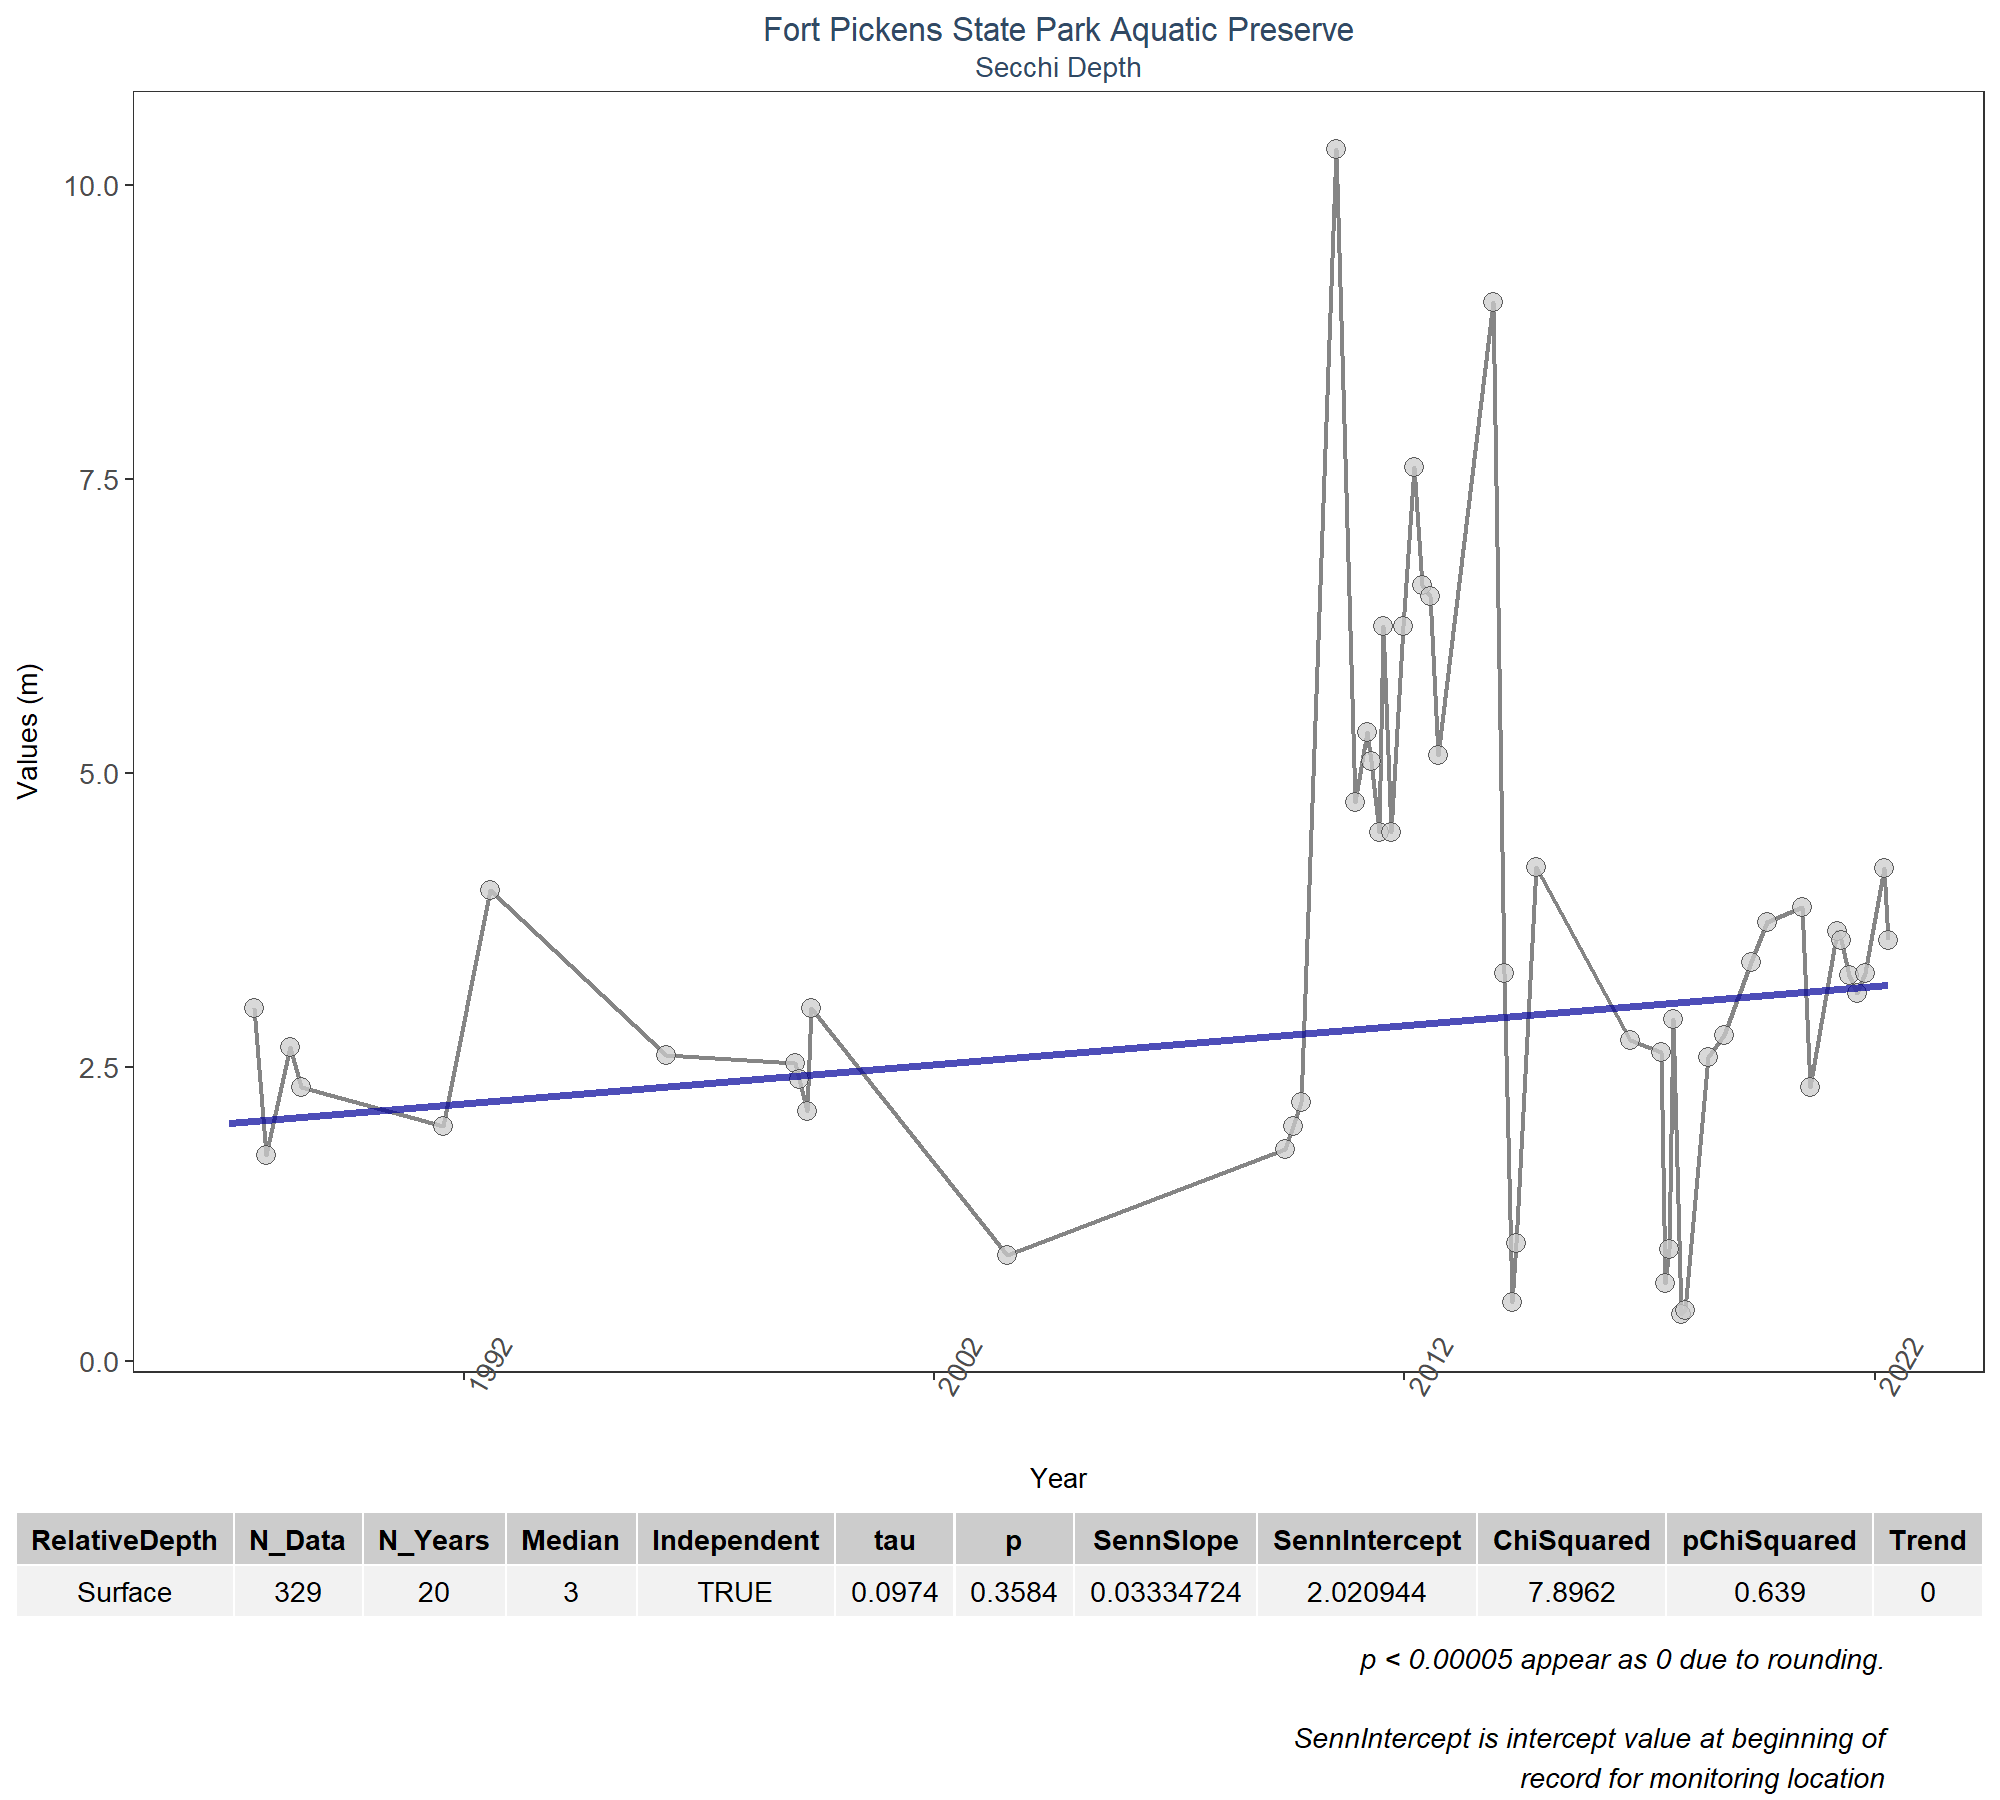 Fort Pickens State Park Aquatic Preserve
Secchi Depth
10.0
7.5
5.0
2.5
0.0
Values (m)
1992
2002
2012
2022
Year
RelativeDepth N_Data N_Years Median Independent tau p SennSlope SennIntercept ChiSquared pChiSquared Trend
Surface 329 20 3 TRUE 0.0974 0.3584 0.03334724 2.020944 7.8962 0.639 0
p < 0.00005 appear as 0 due to rounding.
SennIntercept is intercept value at beginning of
record for monitoring location